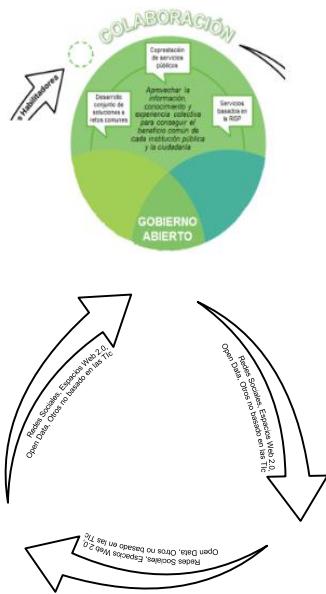 COLABORACIÓN
Coprestación
de servicios
públicos
Habilitadores
Desarrollo
conjunto de
soluciones a
retos comunes
Aprovechar la
información,
conocimiento y
experiencia colectiva
para conseguir el
beneficio común de
cada institución pública
y la ciudadanía
Servicios
basados en
la RISP
GOBIERNO
ABIERTO
Redes Sociales, Espacios Web 2.0,
Open Data, Otros no basado en las Tic
Redes Sociales, Espacios Web 2.0,
Open Data, Otros no basado en las Tic
Redes Sociales, Espacios Web 2.0
Open Data, Otros no basado en las Tic